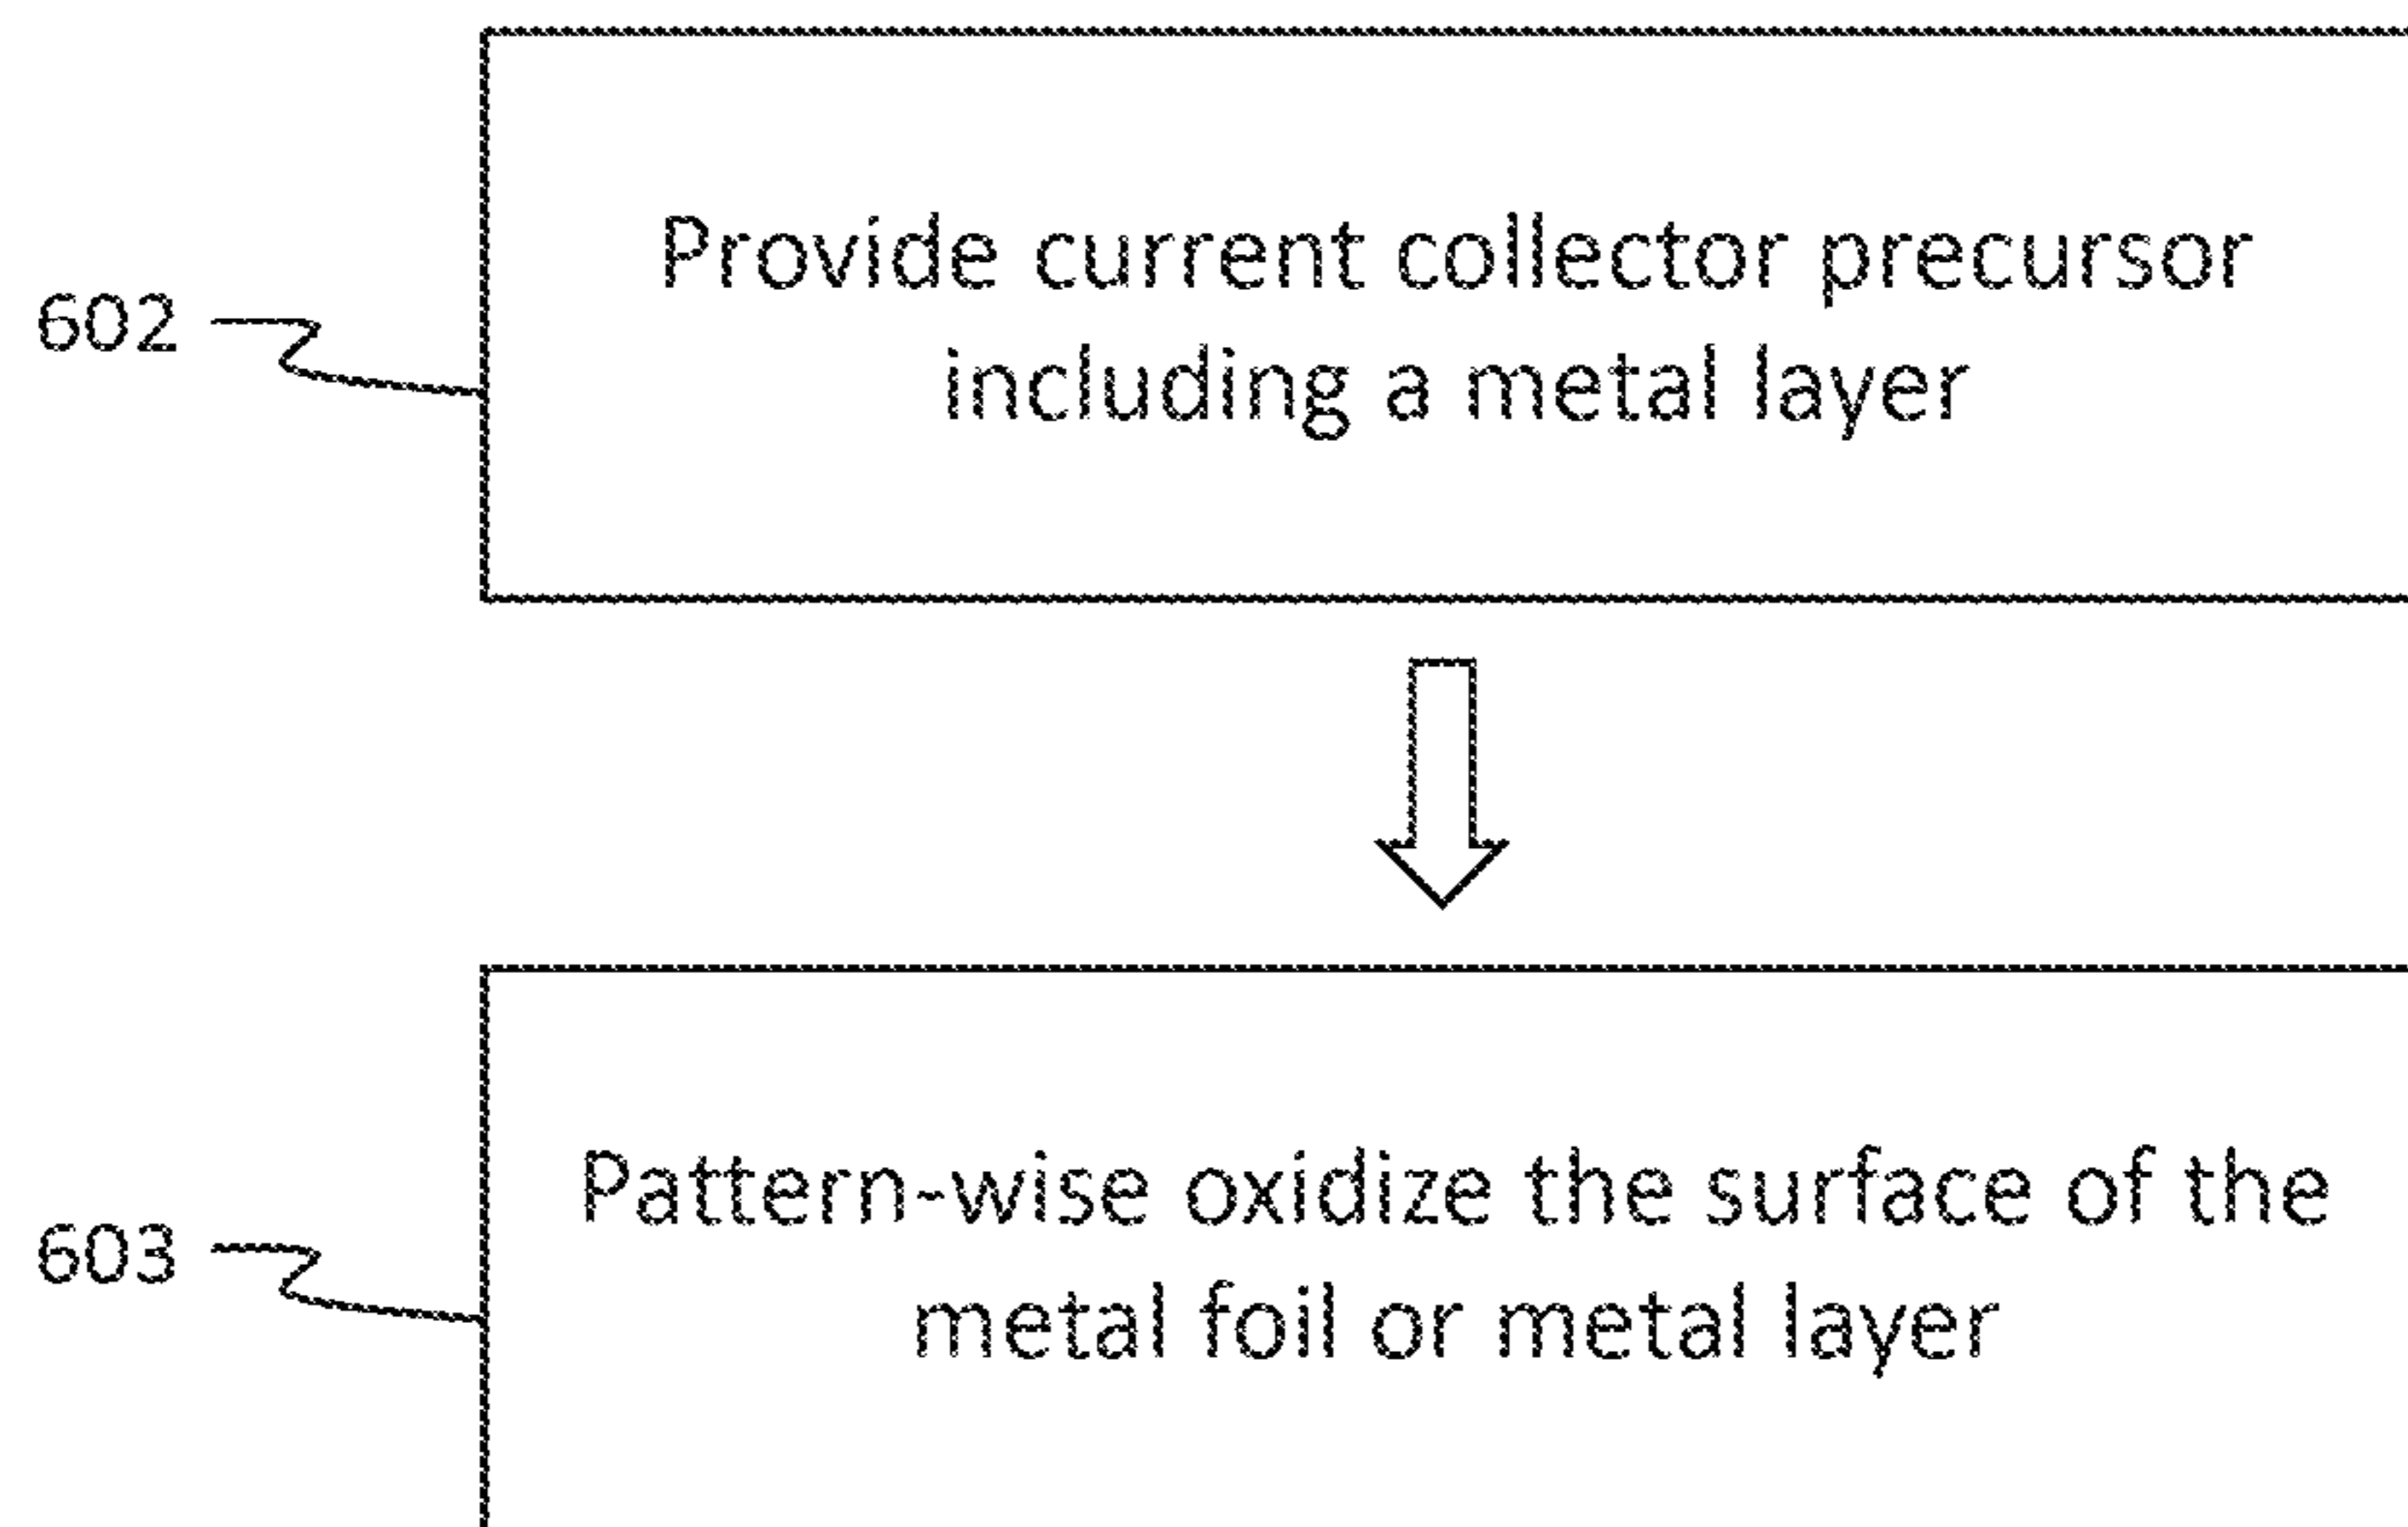 Provide current collector precursor
602
including a metal layer
Pattern-wise oxidize the surface of the
603
metal foil or metal layer